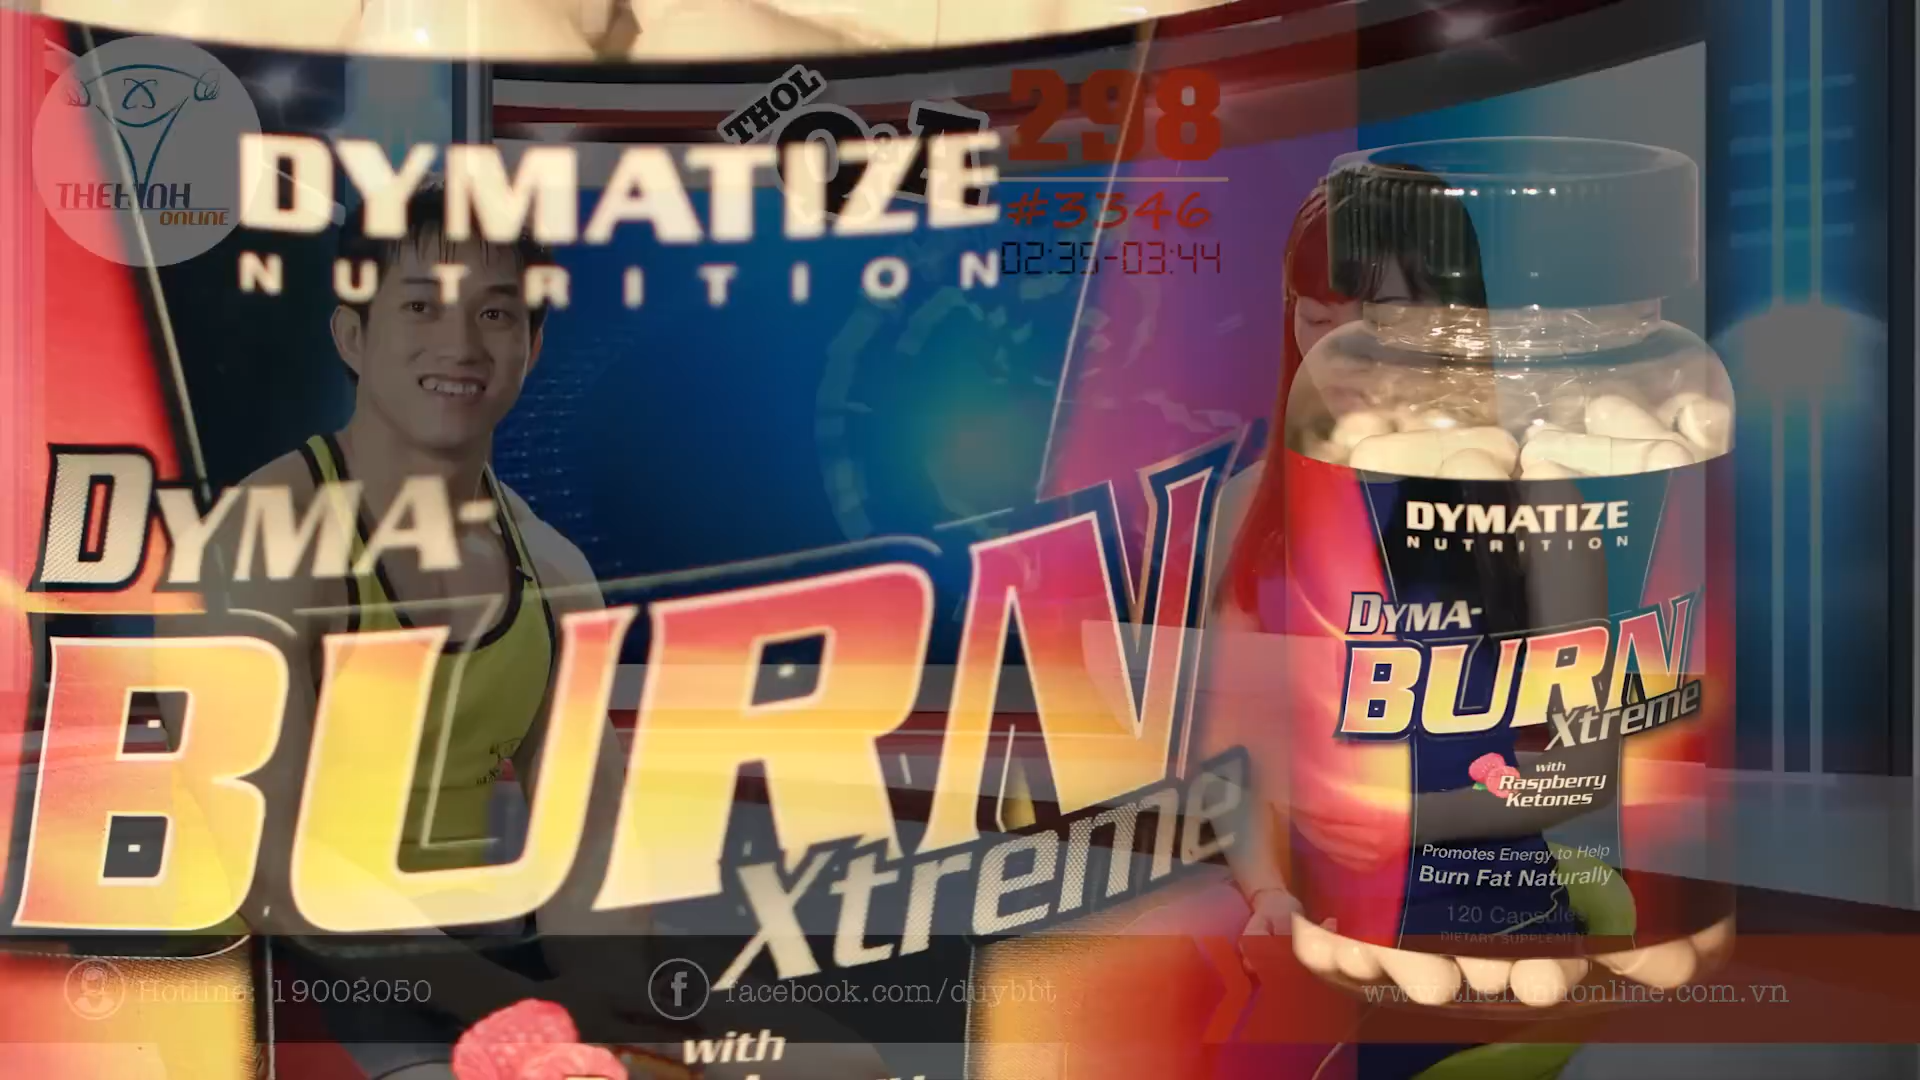 THEHINH
ONLINE
THOL
Q&A
298
#3346
02:35-03:44
DYMATIZE
NUTRITION
DYMA-
BURN
Xtreme
with
DYMATIZE
NUTRITION
DYMA-
BURN
Xtreme
with
Raspberry
Ketones
Promotes Energy to Help
Burn Fat Naturally
120 Capsules
DIETARY SUPPLEMENT
Hotline: 19002050
facebook.com/duybbt
www.thehinhonline.com.vn